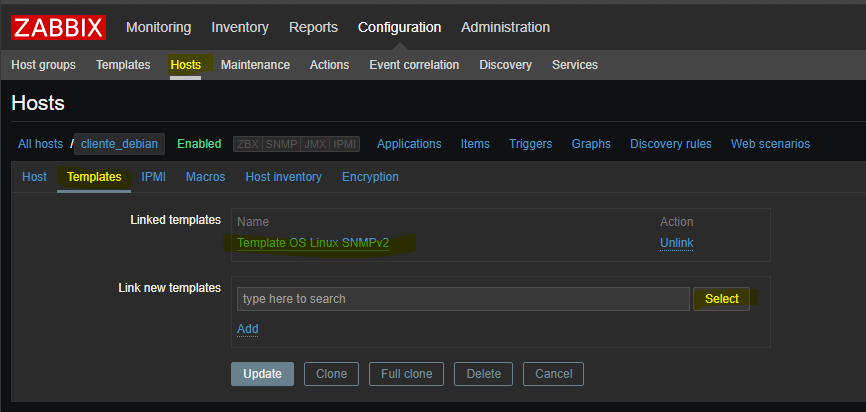 ZABBIX Monitoring Inventory Reports Configuration Administration
Host groups Templates Hosts Maintenance Actions Event correlation Discovery Services
Hosts
All hosts / cliente_debian Enabled ZBX SNMP JMX IPMI Applications Items Triggers Graphs Discovery rules Web scenarios
Host Templates IPMI Macros Host inventory Encryption
Linked templates Name Action
Template OS Linux SNMPv2 Unlink
Link new templates
type here to search Select
Add
Update Clone Full clone Delete Cancel